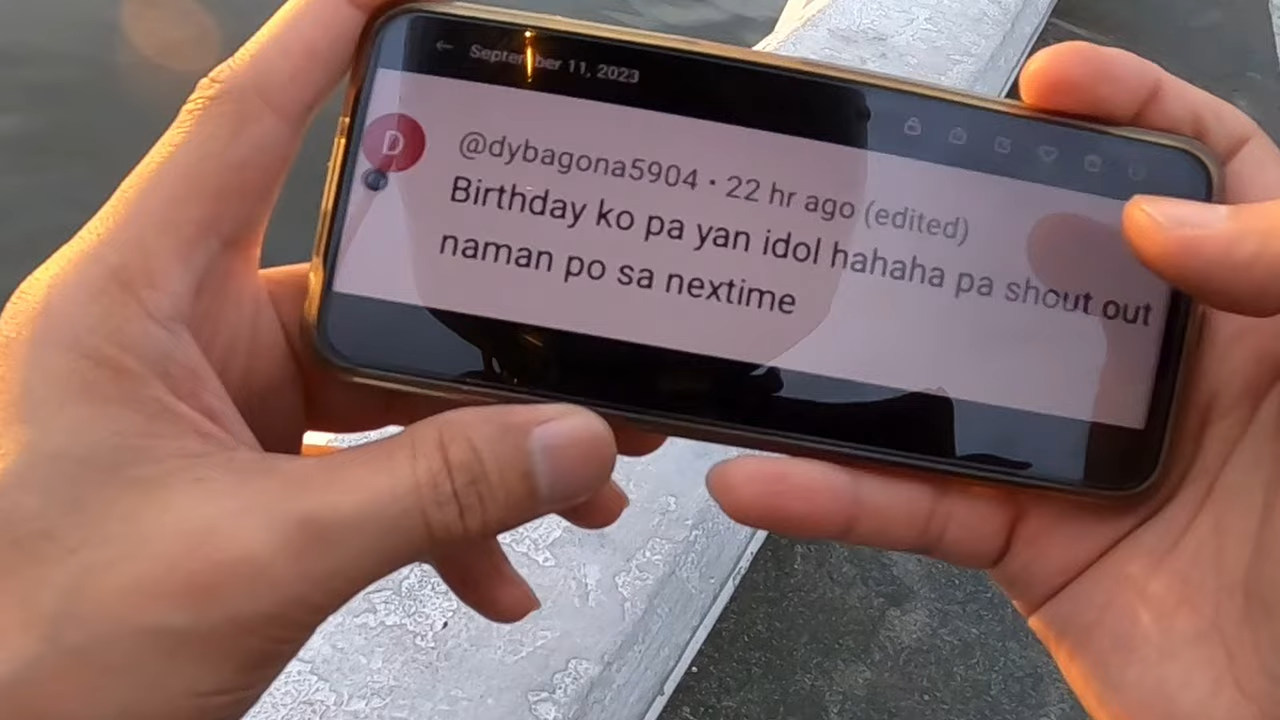 September 11, 2023
D
@dybagona5904 · 22 hr ago (edited)
Birthday ko pa yan idol hahaha pa shout out
naman po sa nextime